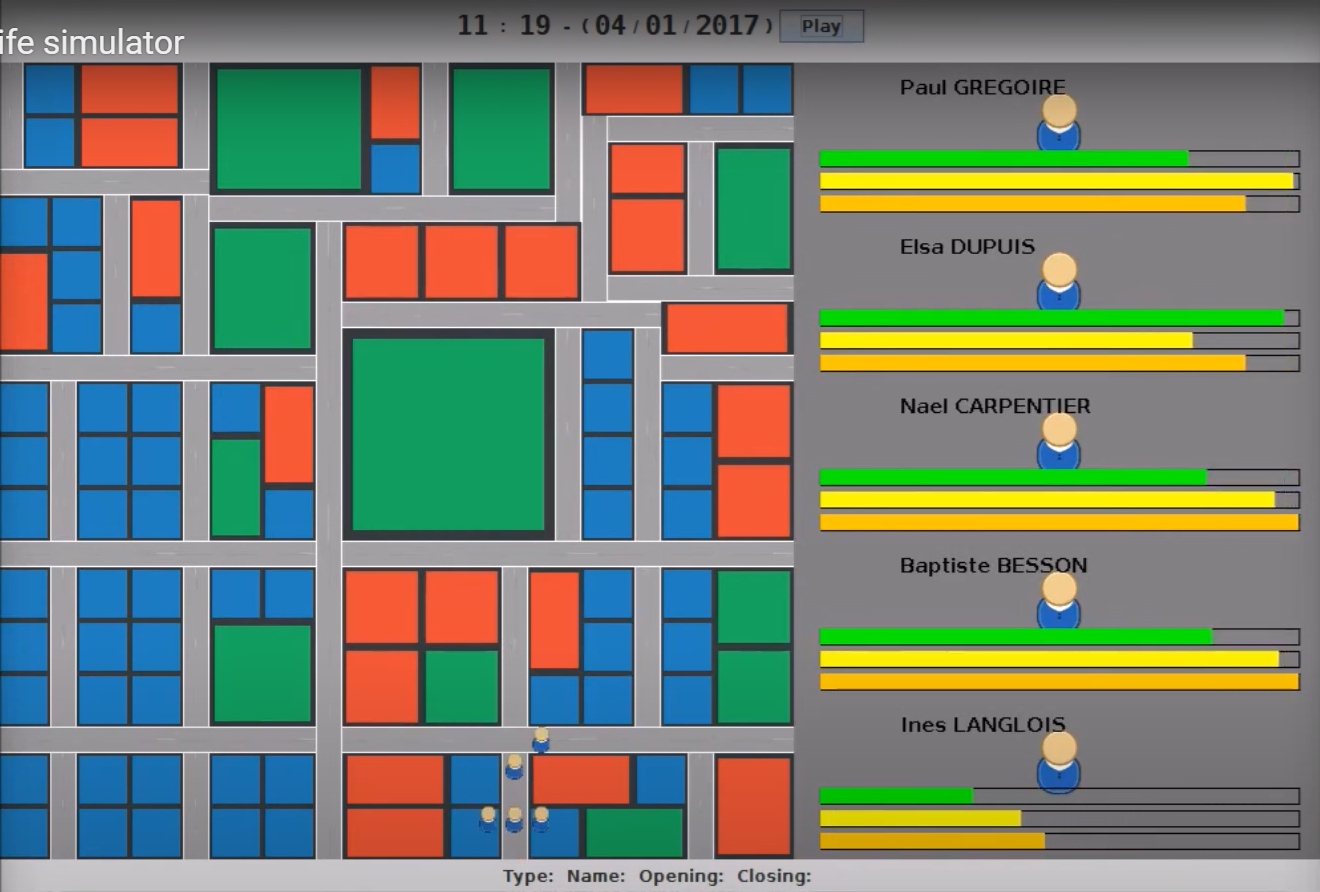 11 : 19 - ( 04 / 01 / 2017 ) Play
ife simulator
Paul GREGOIRE
Elsa DUPUIS
Nael CARPENTIER
Baptiste BESSON
Ines LANGLOIS
Type: Name: Opening: Closing: